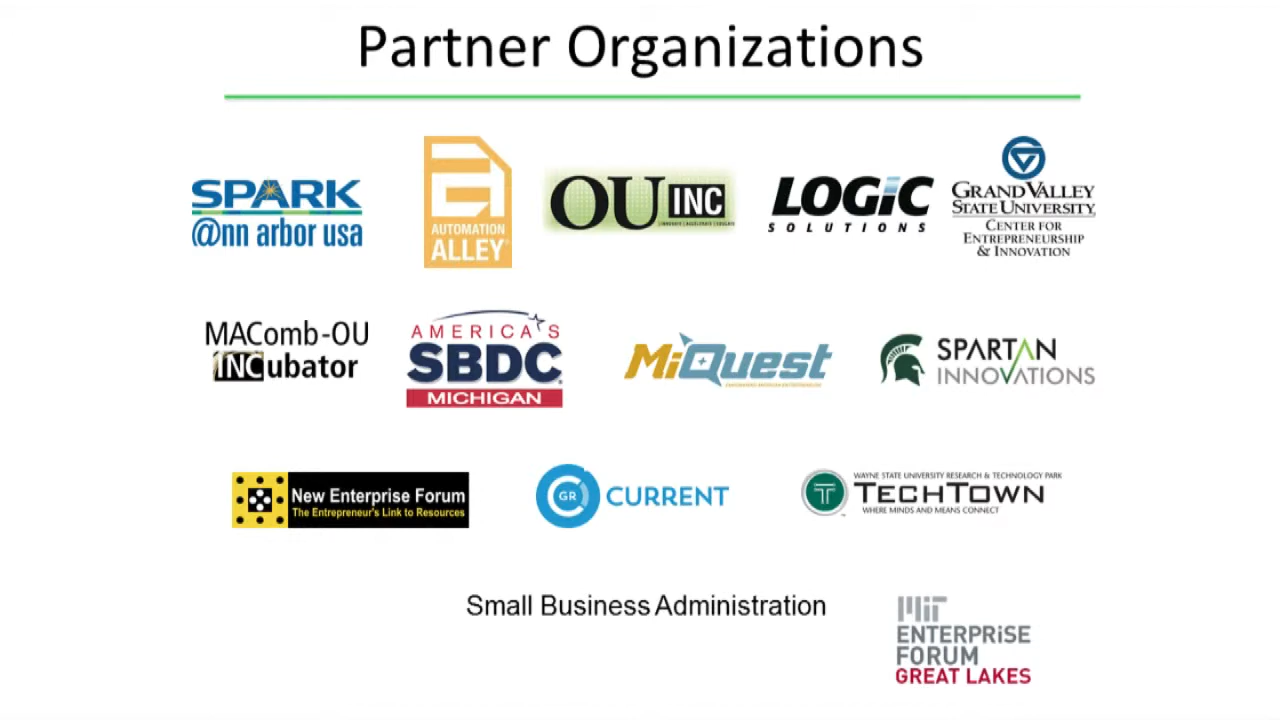 Partner Organizations
SPARK
@nn arbor usa
AUTOMATION
ALLEY
OU INC
INNOVATE | ACCELERATE | EDUCATE
LOGiC
SOLUTIONS
GRAND VALLEY
STATE UNIVERSITY
CENTER FOR
ENTREPRENEURSHIP
& INNOVATION
MAComb-OU
INCubator
AMERICA'S
SBDC
MICHIGAN
MiQuest
SPARTAN
INNOVATIONS
New Enterprise Forum
The Entrepreneur's Link to Resources
GR CURRENT
WAYNE STATE UNIVERSITY RESEARCH & TECHNOLOGY PARK
TECHTOWN
WHERE MINDS AND MEANS CONNECT
Small Business Administration
MIT
ENTERPRiSE
FORUM
GREAT LAKES